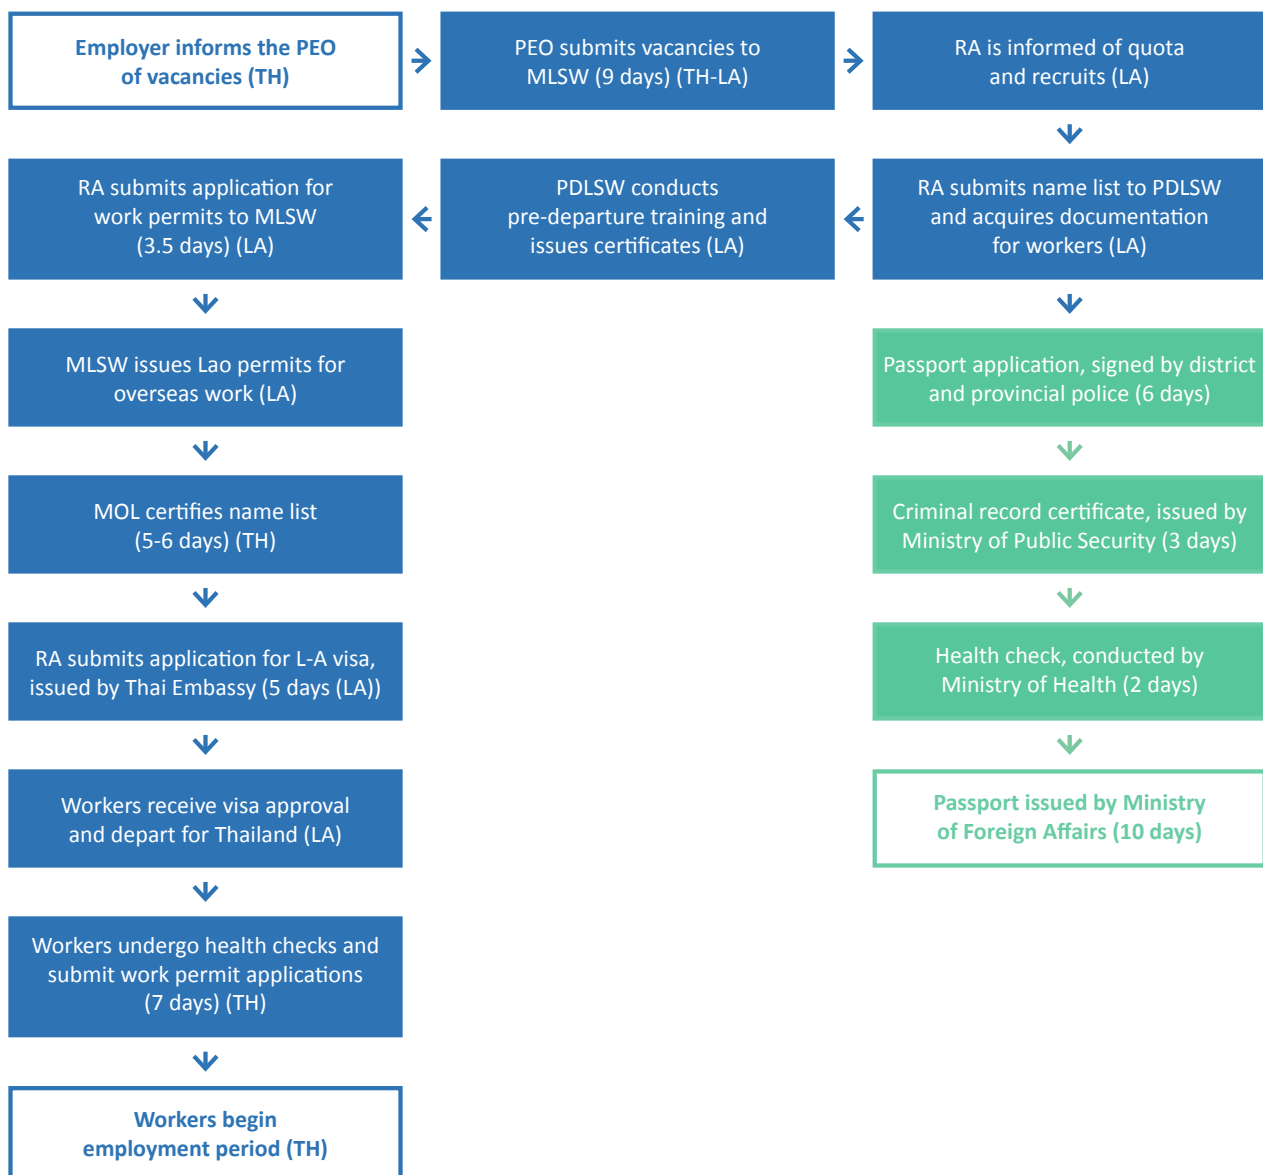 Employer informs the PEO
of vacancies (TH)
PEO submits vacancies to
MLSW (9 days) (TH-LA)
RA is informed of quota
and recruits (LA)
RA submits name list to PDLSW
and acquires documentation
for workers (LA)
PDLSW conducts
pre-departure training and
issues certificates (LA)
RA submits application for
work permits to MLSW
(3.5 days) (LA)
MLSW issues Lao permits for
overseas work (LA)
MOL certifies name list
(5-6 days) (TH)
RA submits application for L-A visa,
issued by Thai Embassy (5 days (LA))
Workers receive visa approval
and depart for Thailand (LA)
Workers undergo health checks and
submit work permit applications
(7 days) (TH)
Workers begin
employment period (TH)
Passport application, signed by district
and provincial police (6 days)
Criminal record certificate, issued by
Ministry of Public Security (3 days)
Health check, conducted by
Ministry of Health (2 days)
Passport issued by Ministry
of Foreign Affairs (10 days)